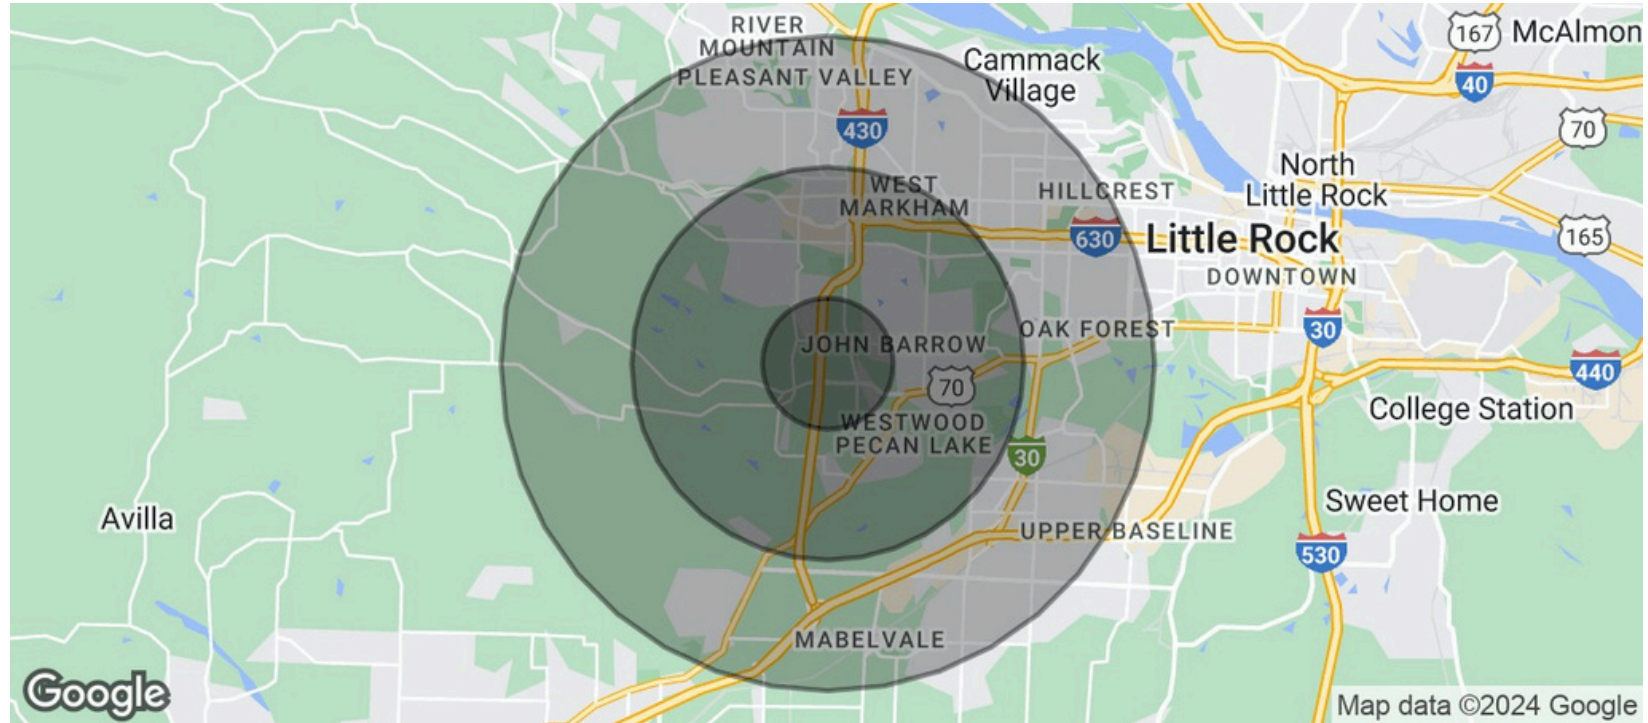 RIVER
MOUNTAIN
PLEASANT VALLEY
Cammack
Village
167
McAlmon
40
70
430
North
Little Rock
WEST
MARKHAM
HILLCREST
630
Little Rock
165
DOWNTOWN
JOHN BARROW
OAK FOREST
30
440
70
College Station
WESTWOOD
PECAN LAKE
30
Avilla
Sweet Home
UPPER BASELINE
530
MABELVALE
Google
Map data ©2024 Google